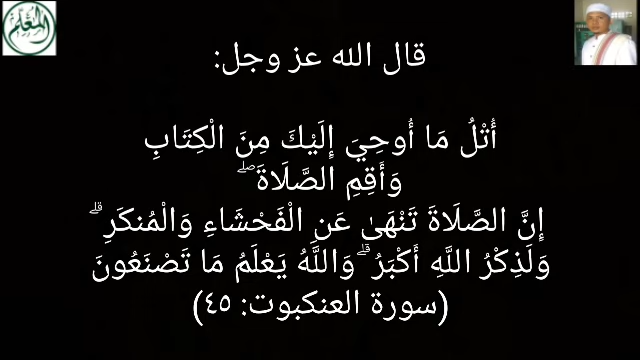 المعلم
قال الله عز وجل:
أُتْلُ مَا أُوحِيَ إِلَيْكَ مِنَ الْكِتَابِ
وَأَقِمِ الصَّلَاةَ ۖ
إِنَّ الصَّلَاةَ تَنْهَىٰ عَنِ الْفَحْشَاءِ وَالْمُنكَرِ ۗ
وَلَذِكْرُ اللَّهِ أَكْبَرُ ۗ وَاللَّهُ يَعْلَمُ مَا تَصْنَعُونَ
(سورة العنكبوت: ٤٥)